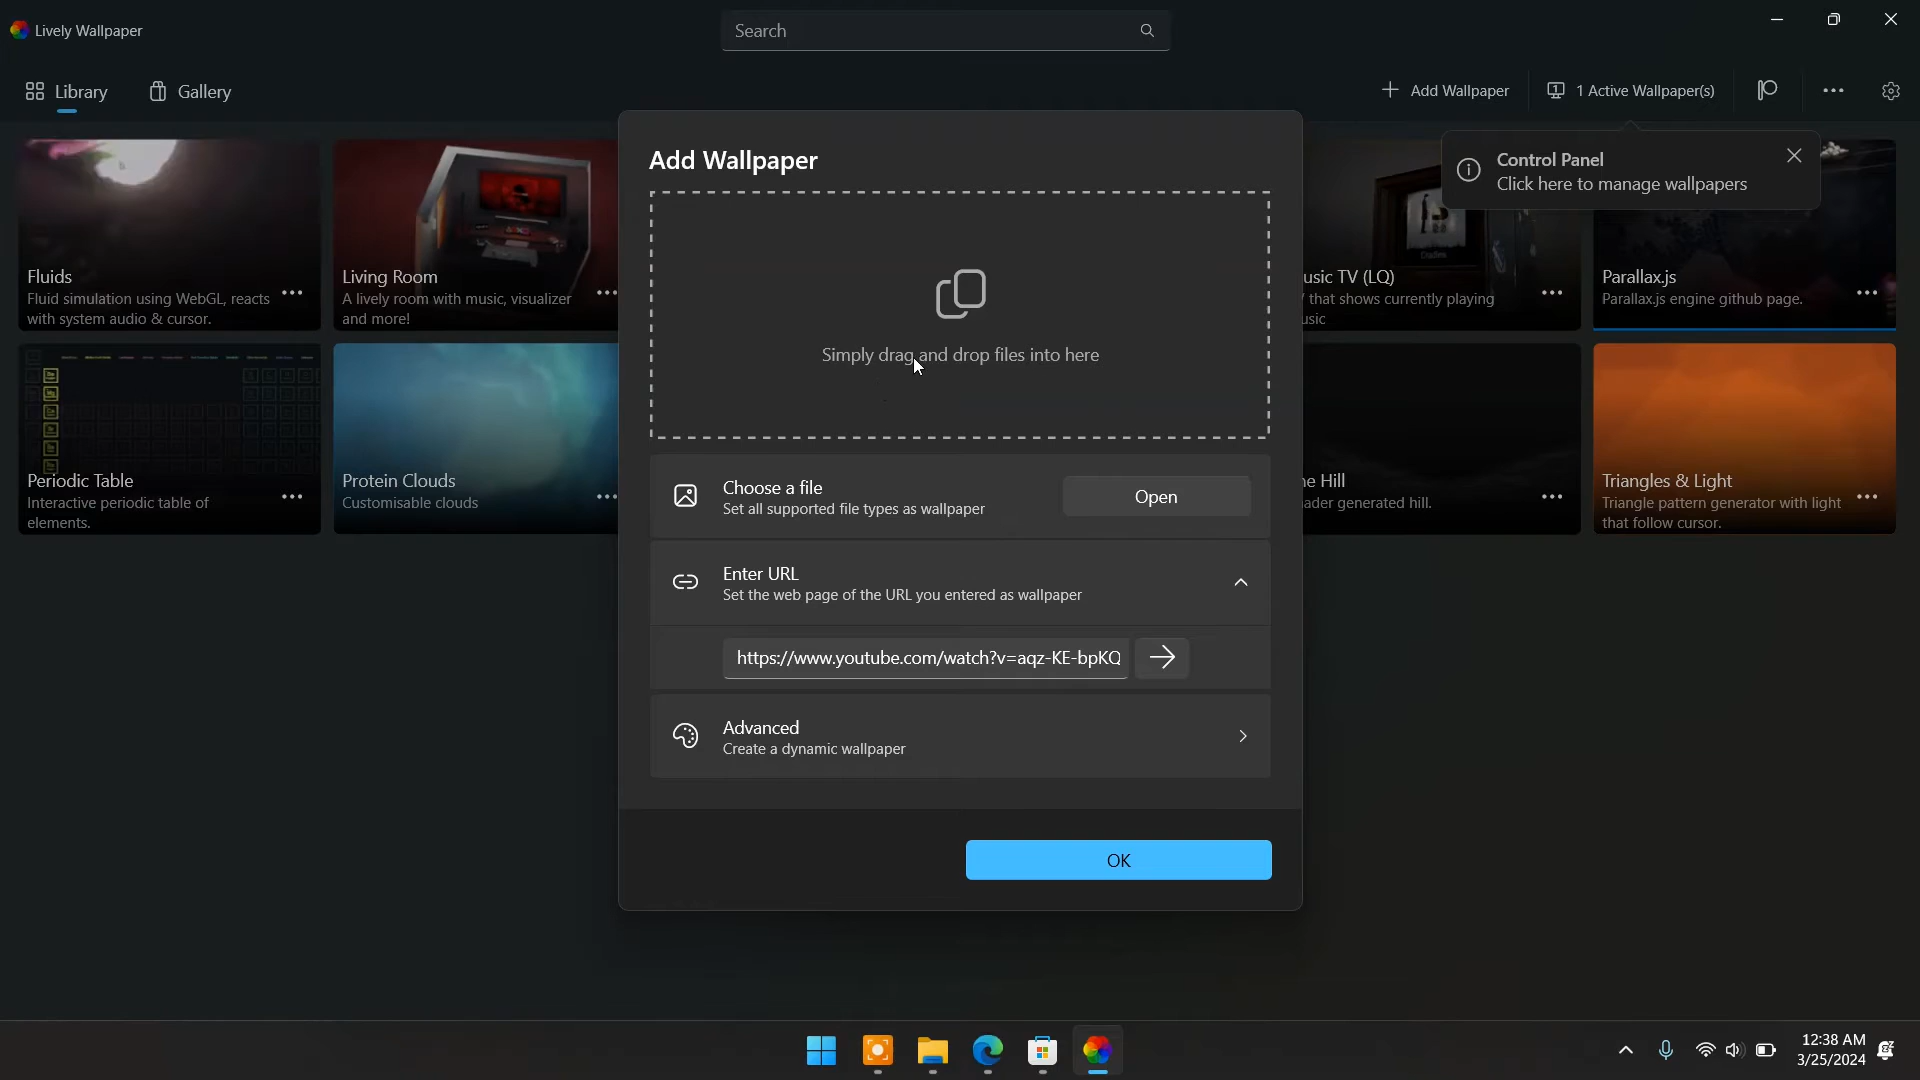 Lively Wallpaper
Search
Library
Gallery
Add Wallpaper
1 Active Wallpaper(s)
Control Panel
Click here to manage wallpapers
Add Wallpaper
Simply drag and drop files into here
Choose a file
Set all supported file types as wallpaper
Open
Enter URL
Set the web page of the URL you entered as wallpaper
https://www.youtube.com/watch?v=aqz-KE-bpKQ
Advanced
Create a dynamic wallpaper
OK
Fluids
Fluid simulation using WebGL, reacts
with system audio & cursor.
Living Room
A lively room with music, visualizer
and more!
usic TV (LQ)
that shows currently playing
usic
Parallax.js
Parallax.js engine github page.
Periodic Table
Interactive periodic table of
elements.
Protein Clouds
Customisable clouds
he Hill
ader generated hill.
Triangles & Light
Triangle pattern generator with light
that follow cursor.
12:38 AM
3/25/2024